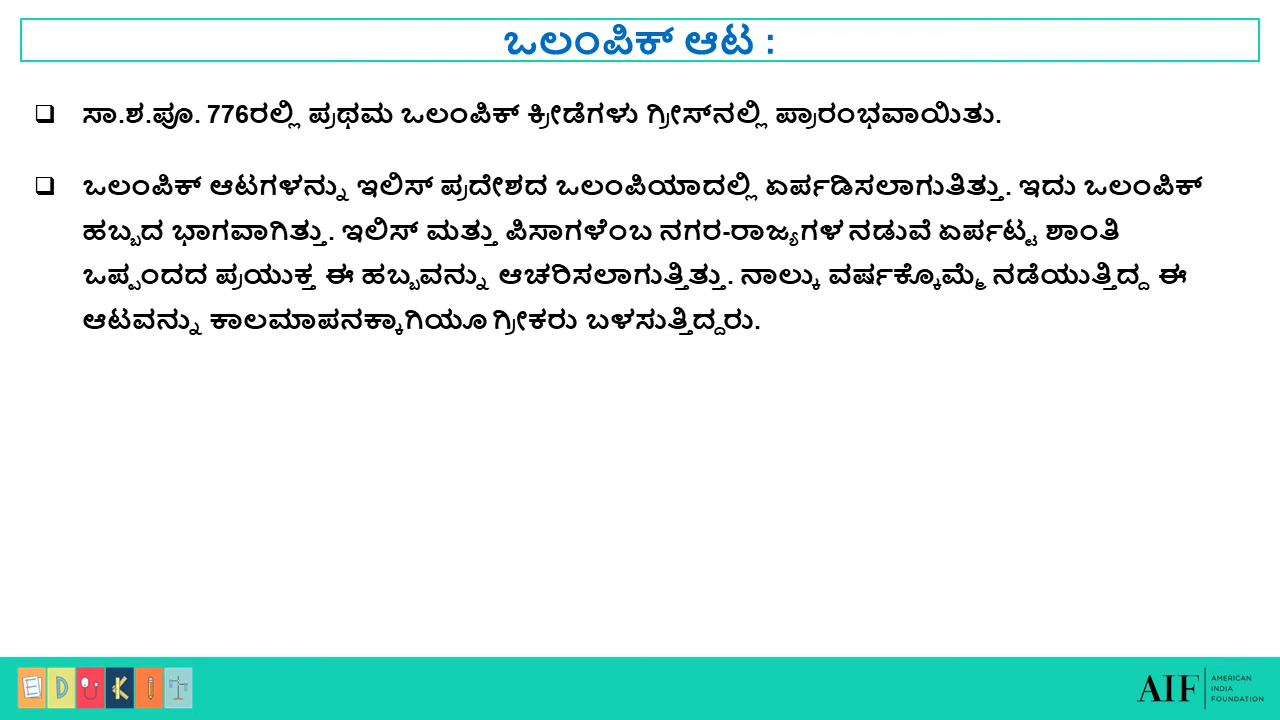 ಒಲಂಪಿಕ್ ಆಟ :
❑ ಸಾ.ಶ.ಪೂ. 776ರಲ್ಲಿ ಪ್ರಥಮ ಒಲಂಪಿಕ್ ಕ್ರೀಡೆಗಳು ಗ್ರೀಸ್‌ನಲ್ಲಿ ಪ್ರಾರಂಭವಾಯಿತು.
❑ ಒಲಂಪಿಕ್ ಆಟಗಳನ್ನು ಇಲಿಸ್ ಪ್ರದೇಶದ ಒಲಂಪಿಯಾದಲ್ಲಿ ಏರ್ಪಡಿಸಲಾಗುತಿತ್ತು. ಇದು ಒಲಂಪಿಕ್
ಹಬ್ಬದ ಭಾಗವಾಗಿತ್ತು. ಇಲಿಸ್ ಮತ್ತು ಪಿಸಾಗಳೆಂಬ ನಗರ-ರಾಜ್ಯಗಳ ನಡುವೆ ಏರ್ಪಟ್ಟ ಶಾಂತಿ
ಒಪ್ಪಂದದ ಪ್ರಯುಕ್ತ ಈ ಹಬ್ಬವನ್ನು ಆಚರಿಸಲಾಗುತ್ತಿತ್ತು. ನಾಲ್ಕು ವರ್ಷಕ್ಕೊಮ್ಮೆ ನಡೆಯುತ್ತಿದ್ದ ಈ
ಆಟವನ್ನು ಕಾಲಮಾಪನಕ್ಕಾಗಿಯೂ ಗ್ರೀಕರು ಬಳಸುತ್ತಿದ್ದರು.
EDUKIT
AIF
AMERICAN
INDIA
FOUNDATION